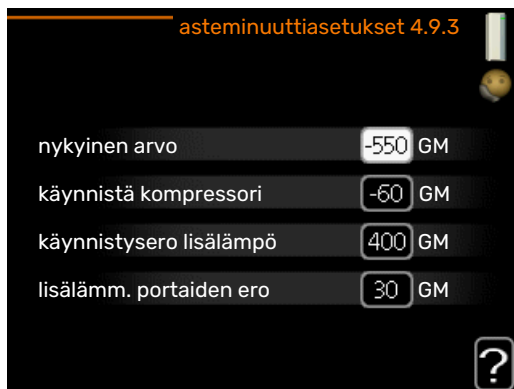 asteminuuttiasetukset 4.9.3
nykyinen arvo -550 GM
käynnistä kompressori -60 GM
käynnistysero lisälämpö 400 GM
lisälämm. portaiden ero 30 GM
?